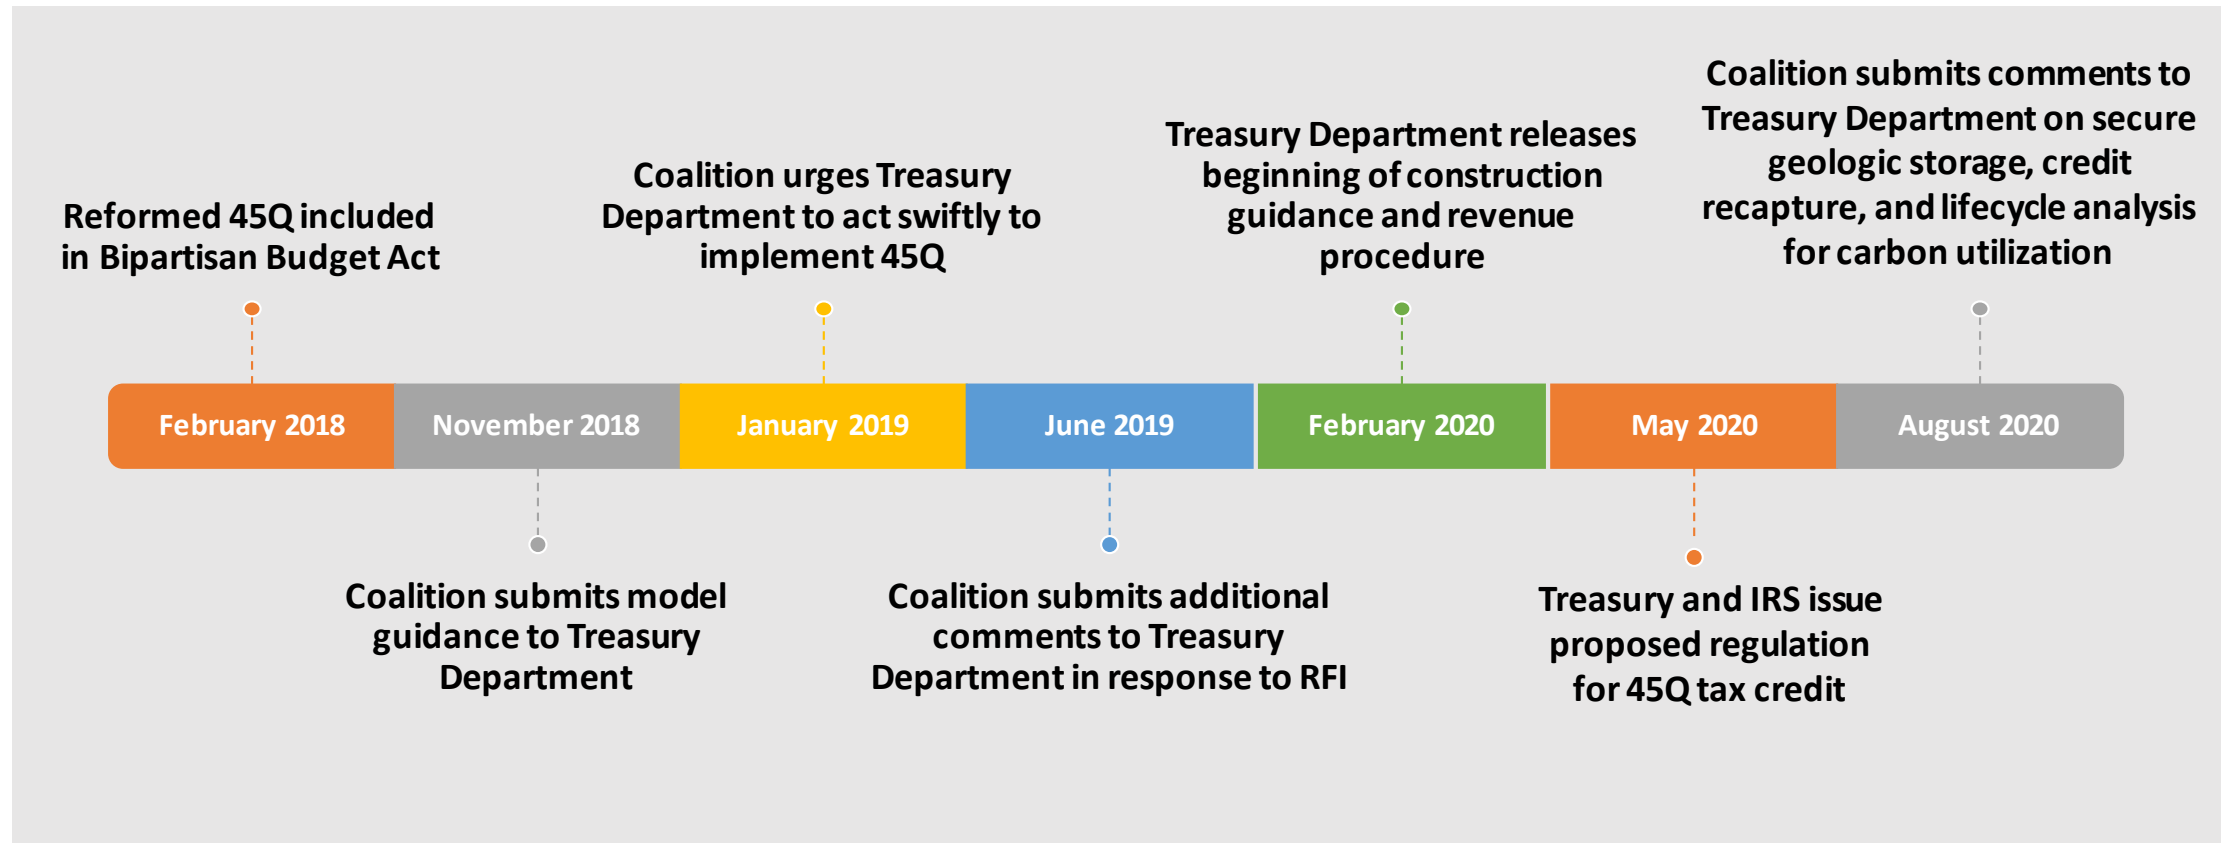 Reformed 45Q included
in Bipartisan Budget Act
Coalition urges Treasury
Department to act swiftly to
implement 45Q
Treasury Department releases
beginning of construction
guidance and revenue
procedure
Coalition submits comments to
Treasury Department on secure
geologic storage, credit
recapture, and lifecycle analysis
for carbon utilization
February 2018
November 2018
January 2019
June 2019
February 2020
May 2020
August 2020
Coalition submits model
guidance to Treasury
Department
Coalition submits additional
comments to Treasury
Department in response to RFI
Treasury and IRS issue
proposed regulation
for 45Q tax credit